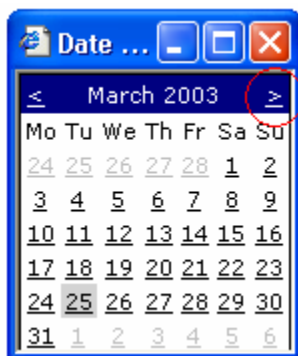 Date ...
< March 2003 >
Mo Tu We Th Fr Sa Su
24 25 26 27 28 1 2
3 4 5 6 7 8 9
10 11 12 13 14 15 16
17 18 19 20 21 22 23
24 25 26 27 28 29 30
31 1 2 3 4 5 6